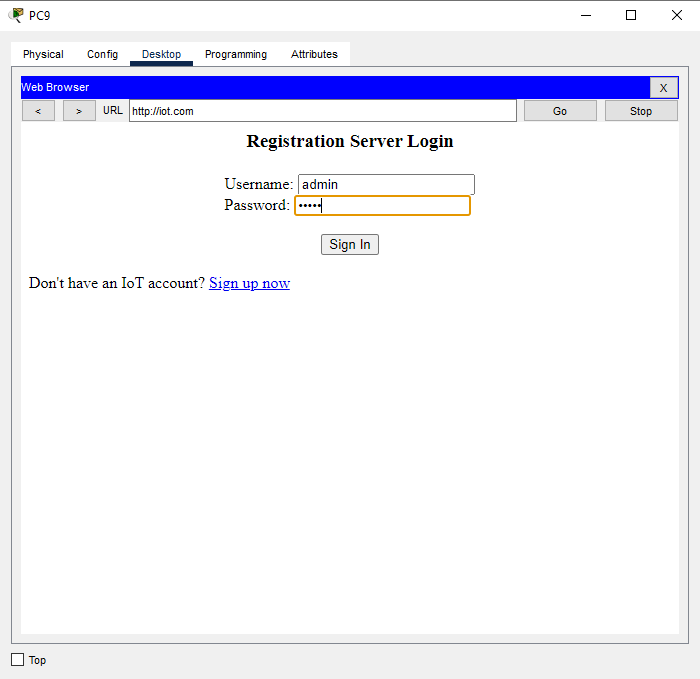 PC9
Physical Config Desktop Programming Attributes
Web Browser X
< > URL http://iot.com Go Stop
Registration Server Login
Username: admin
Password: •••••
Sign In
Don't have an IoT account? Sign up now
Top